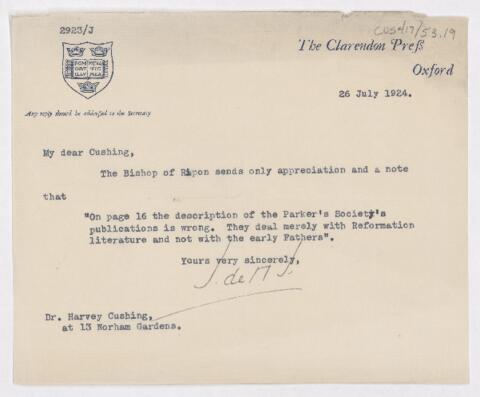 CUS417/53.19
2923/J
The Clarendon Press
Oxford
Any reply should be addressed to the Secretary
26 July 1924.
My dear Cushing,
The Bishop of Ripon sends only appreciation and a note
that
"On page 16 the description of the Parker's Society's
publications is wrong. They deal merely with Reformation
literature and not with the early Fathers".
Yours very sincerely,
J. de M J.
Dr. Harvey Cushing,
at 13 Norham Gardens.